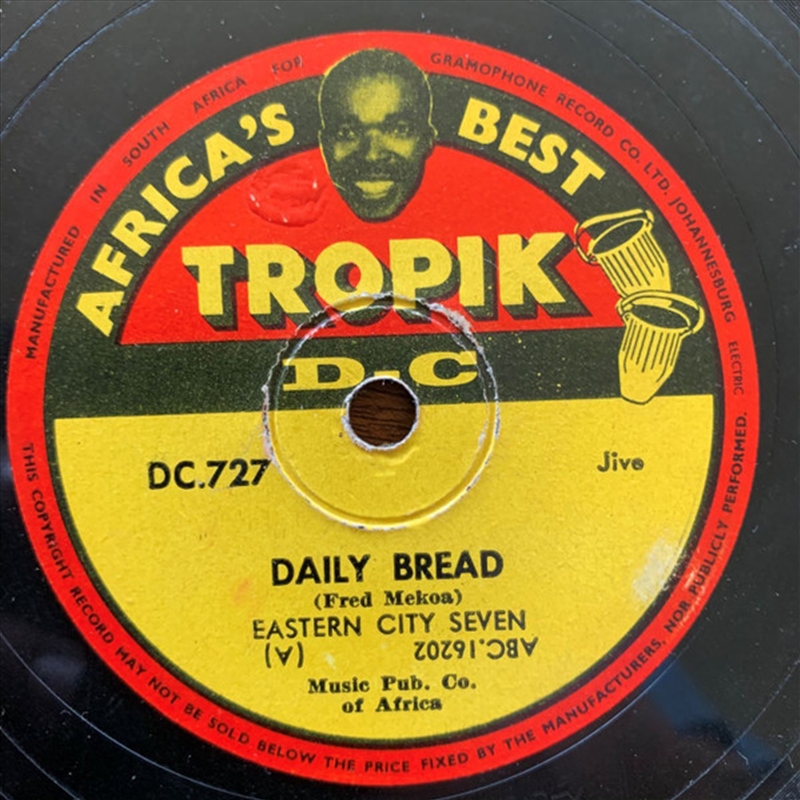 MANUFACTURED IN SOUTH AFRICA FOR GRAMOPHONE RECORD CO. LTD. JOHANNESBURG
ELECTRIC
AFRICA'S BEST
TROPIK
D.C
DC.727
Jive
DAILY BREAD
(Fred Mekoa)
EASTERN CITY SEVEN
(A) ABC.16202
Music Pub. Co.
of Africa
THIS COPYRIGHT RECORD MAY NOT BE SOLD BELOW THE PRICE FIXED BY THE MANUFACTURERS, NOR PUBLICLY PERFORMED.